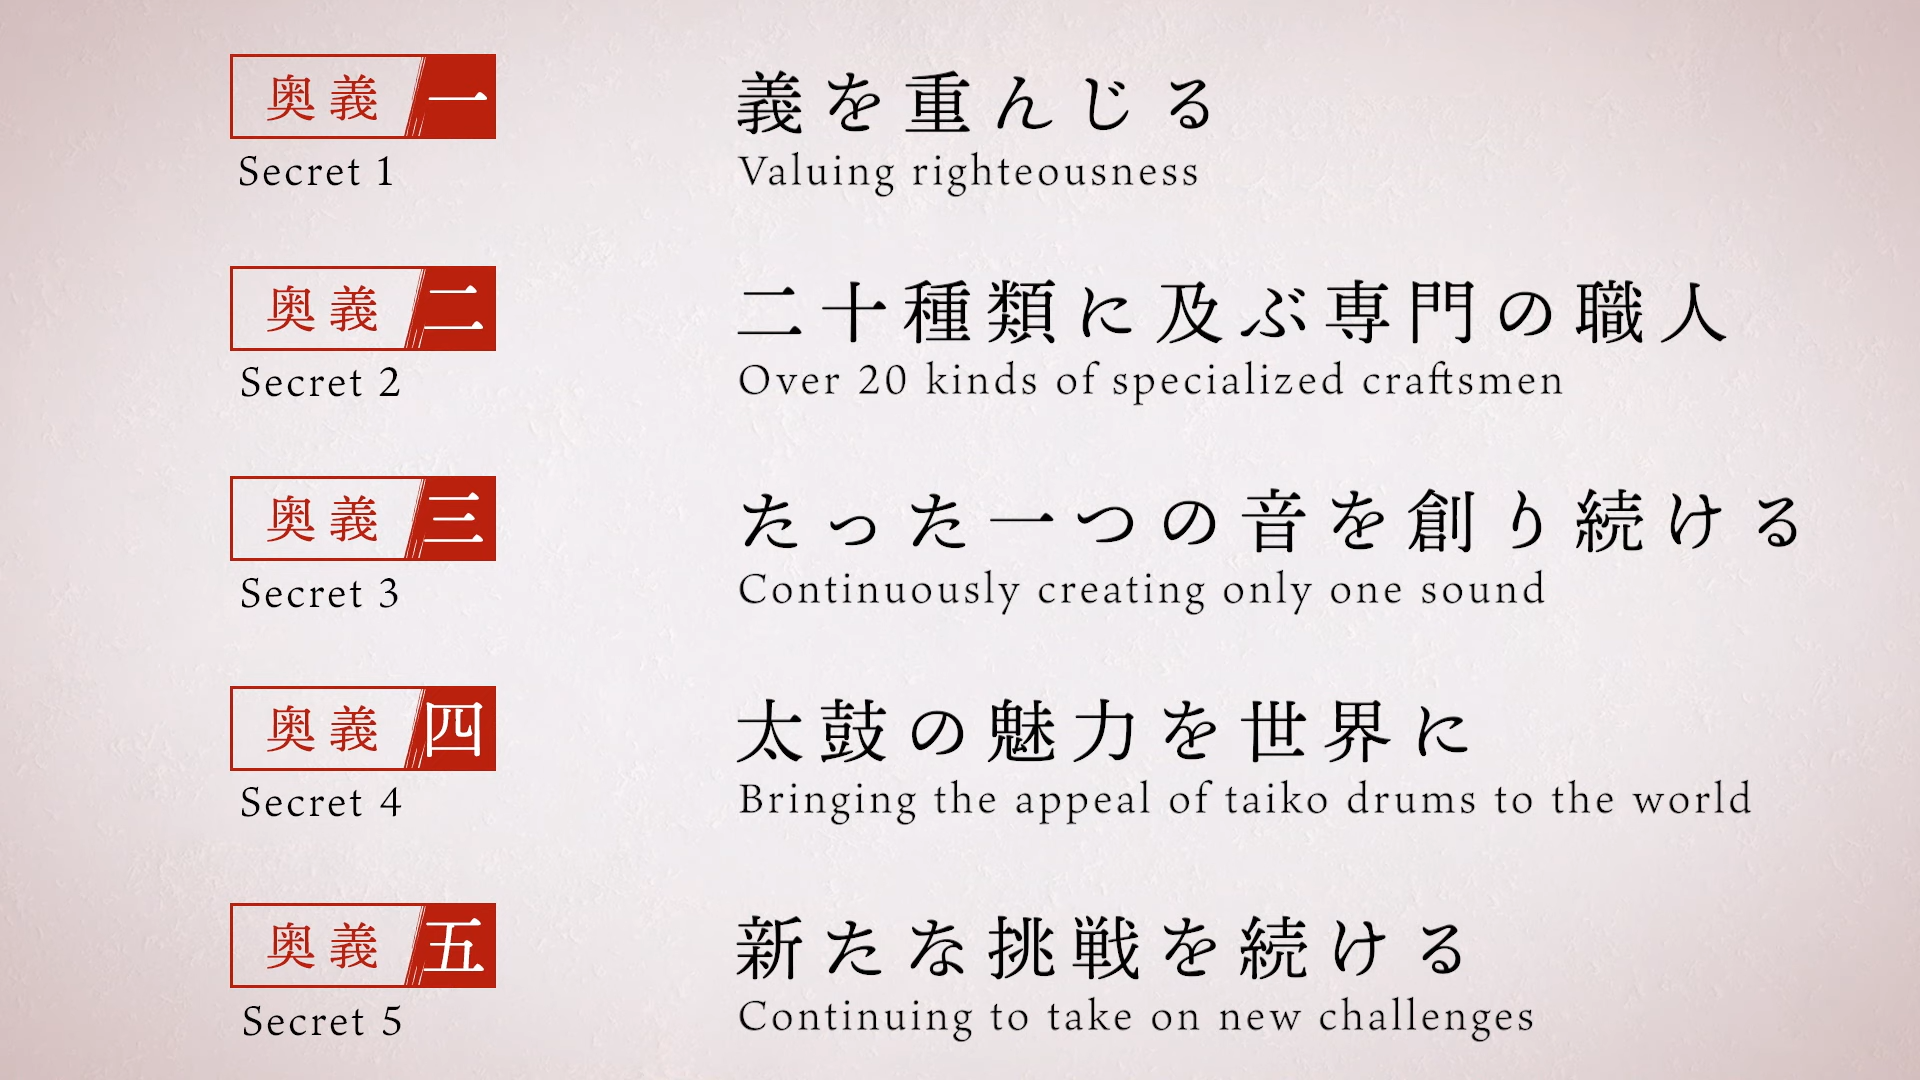 奥義 一
義を重んじる
Secret 1
Valuing righteousness
奥義 二
二十種類に及ぶ専門の職人
Secret 2
Over 20 kinds of specialized craftsmen
奥義 三
たった一つの音を創り続ける
Secret 3
Continuously creating only one sound
奥義 四
太鼓の魅力を世界に
Secret 4
Bringing the appeal of taiko drums to the world
奥義 五
新たな挑戦を続ける
Secret 5
Continuing to take on new challenges